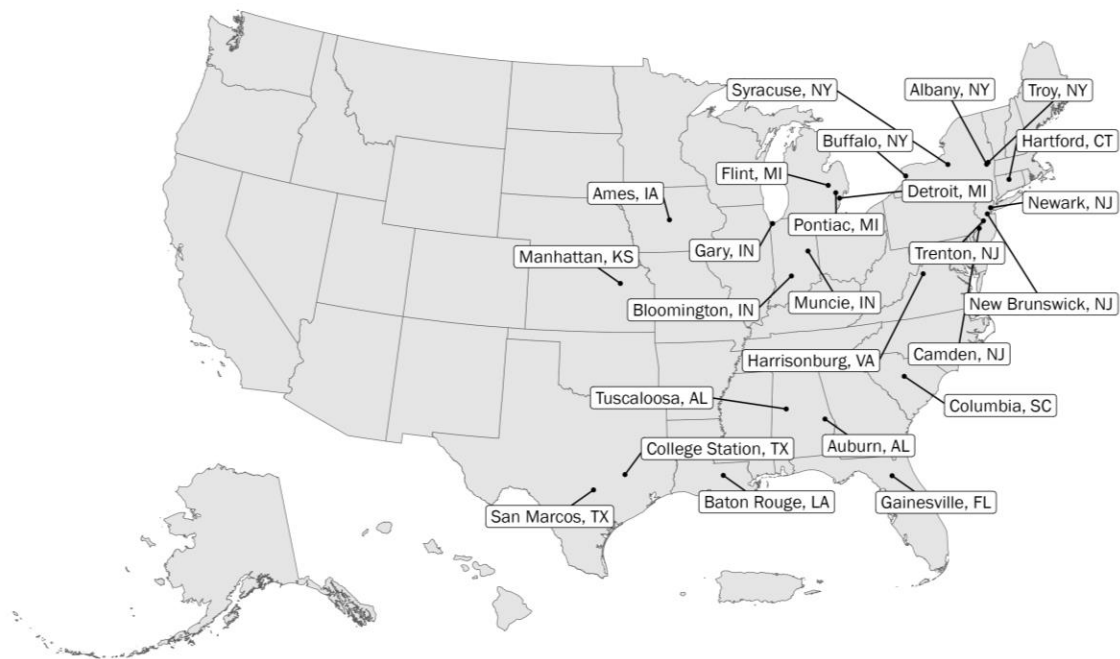 Syracuse, NY
Albany, NY
Troy, NY
Buffalo, NY
Hartford, CT
Flint, MI
Detroit, MI
Ames, IA
Newark, NJ
Pontiac, MI
Gary, IN
Trenton, NJ
Manhattan, KS
Bloomington, IN
Muncie, IN
New Brunswick, NJ
Harrisonburg, VA
Camden, NJ
Tuscaloosa, AL
Columbia, SC
College Station, TX
Auburn, AL
San Marcos, TX
Baton Rouge, LA
Gainesville, FL